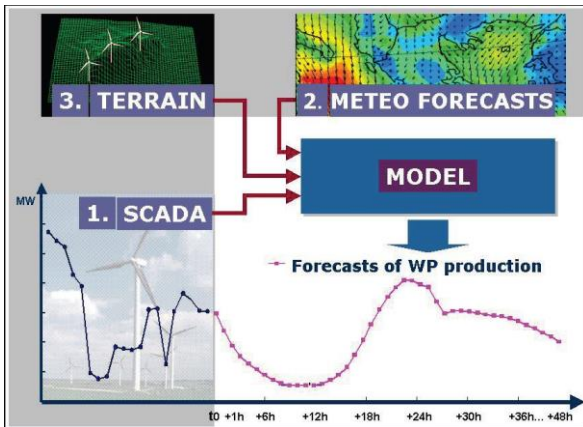 3. TERRAIN
2. METEO FORECASTS
MODEL
1. SCADA
MW
Forecasts of WP production
t0 +1h +6h +12h +18h +24h +30h +36h... +48h